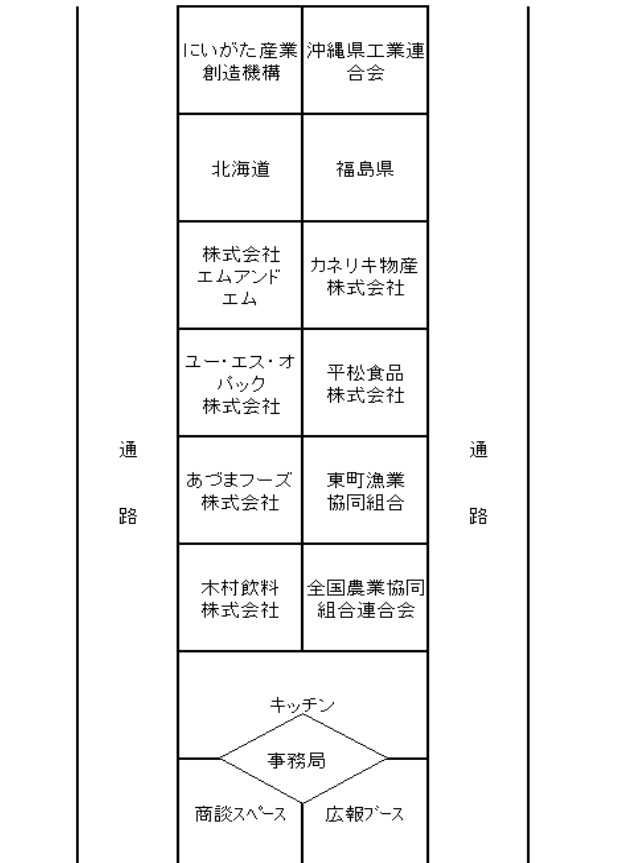 にいがた産業
創造機構
沖縄県工業連
合会
北海道
福島県
株式会社
エムアンド
エム
カネリキ物産
株式会社
ユー・エス・オ
バック
株式会社
平松食品
株式会社
あづまフーズ
株式会社
東町漁業
協同組合
通
路
通
路
木村飲料
株式会社
全国農業協同
組合連合会
キッチン
事務局
商談スペース
広報ブース